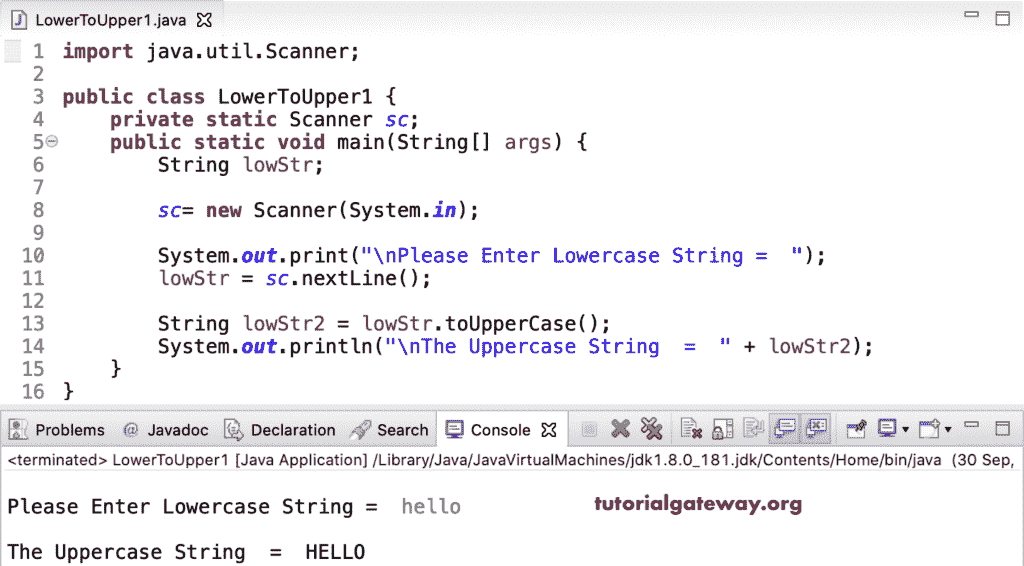 LowerToUpper1.java
1 import java.util.Scanner;
2
3 public class LowerToUpper1 {
4     private static Scanner sc;
5     public static void main(String[] args) {
6         String lowStr;
7
8         sc= new Scanner(System.in);
9
10         System.out.print("\nPlease Enter Lowercase String =  ");
11         lowStr = sc.nextLine();
12
13         String lowStr2 = lowStr.toUpperCase();
14         System.out.println("\nThe Uppercase String  =  " + lowStr2);
15     }
16 }
Problems @ Javadoc Declaration Search Console
<terminated> LowerToUpper1 [Java Application] /Library/Java/JavaVirtualMachines/jdk1.8.0_181.jdk/Contents/Home/bin/java (30 Sep,
Please Enter Lowercase String =  hello
tutorialgateway.org
The Uppercase String  =  HELLO